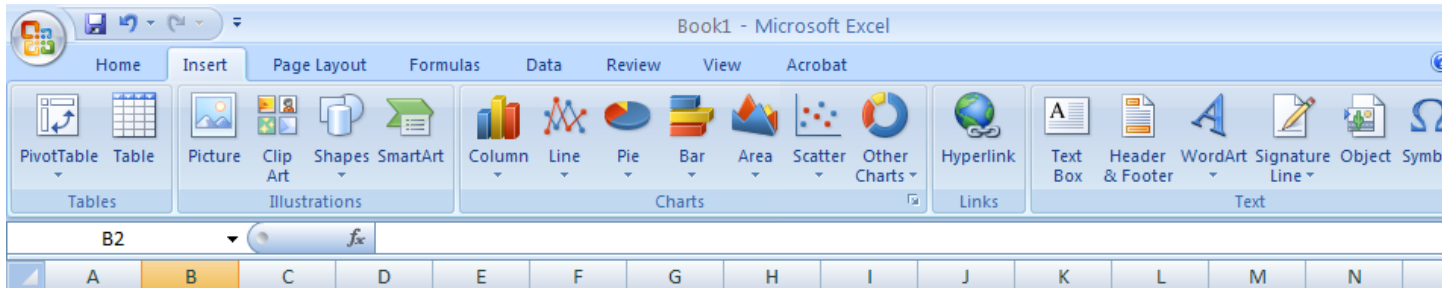 Book1 - Microsoft Excel
Home Insert Page Layout Formulas Data Review View Acrobat
PivotTable Table Picture Clip Art Shapes SmartArt Column Line Pie Bar Area Scatter Other Charts Hyperlink Text Box Header & Footer WordArt Signature Line Object Symb
Tables Illustrations Charts Links Text
B2 fx
A B C D E F G H I J K L M N